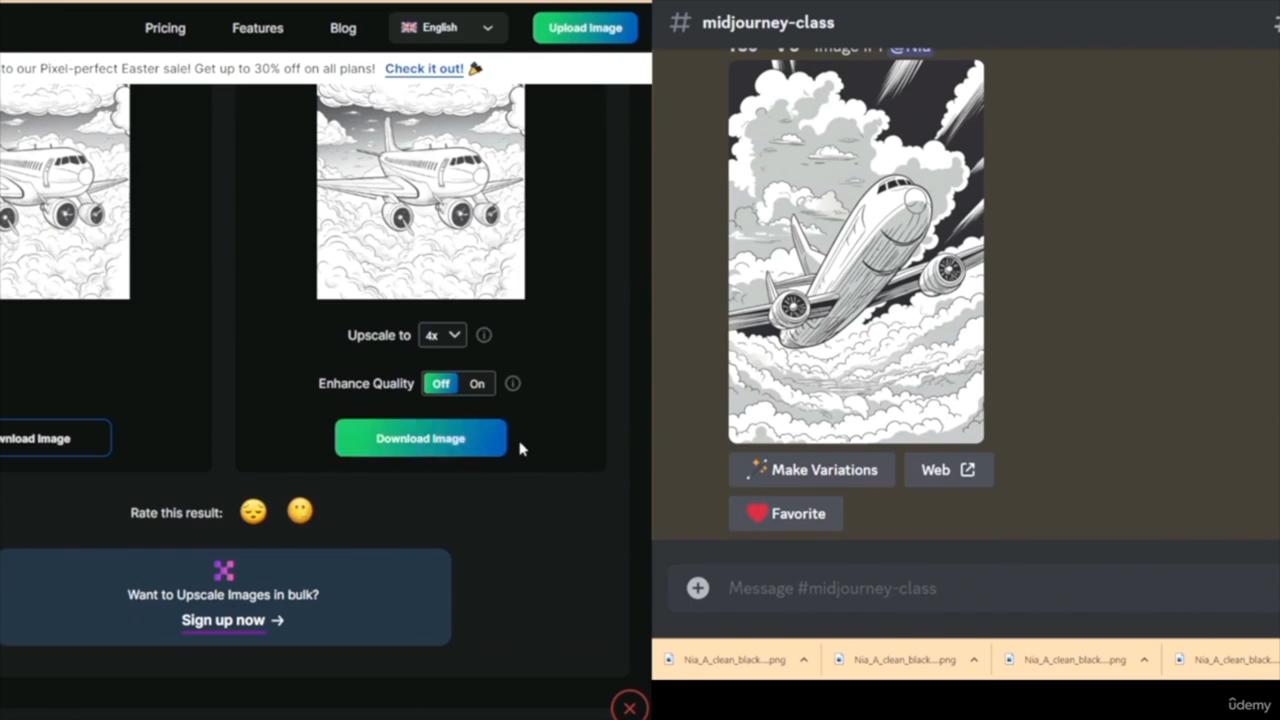 Pricing
Features
Blog
English
Upload Image
to our Pixel-perfect Easter sale! Get up to 30% off on all plans! Check it out!
Upscale to 4x
Enhance Quality Off On
wnload Image
Download Image
Rate this result:
Want to Upscale Images in bulk?
Sign up now →
# midjourney-class
@Nia
Make Variations
Web
Favorite
Message #midjourney-class
Nia_A_clean_black....png
Nia_A_clean_black....png
Nia_A_clean_black....png
Nia_A_clean_black...
ûdemy